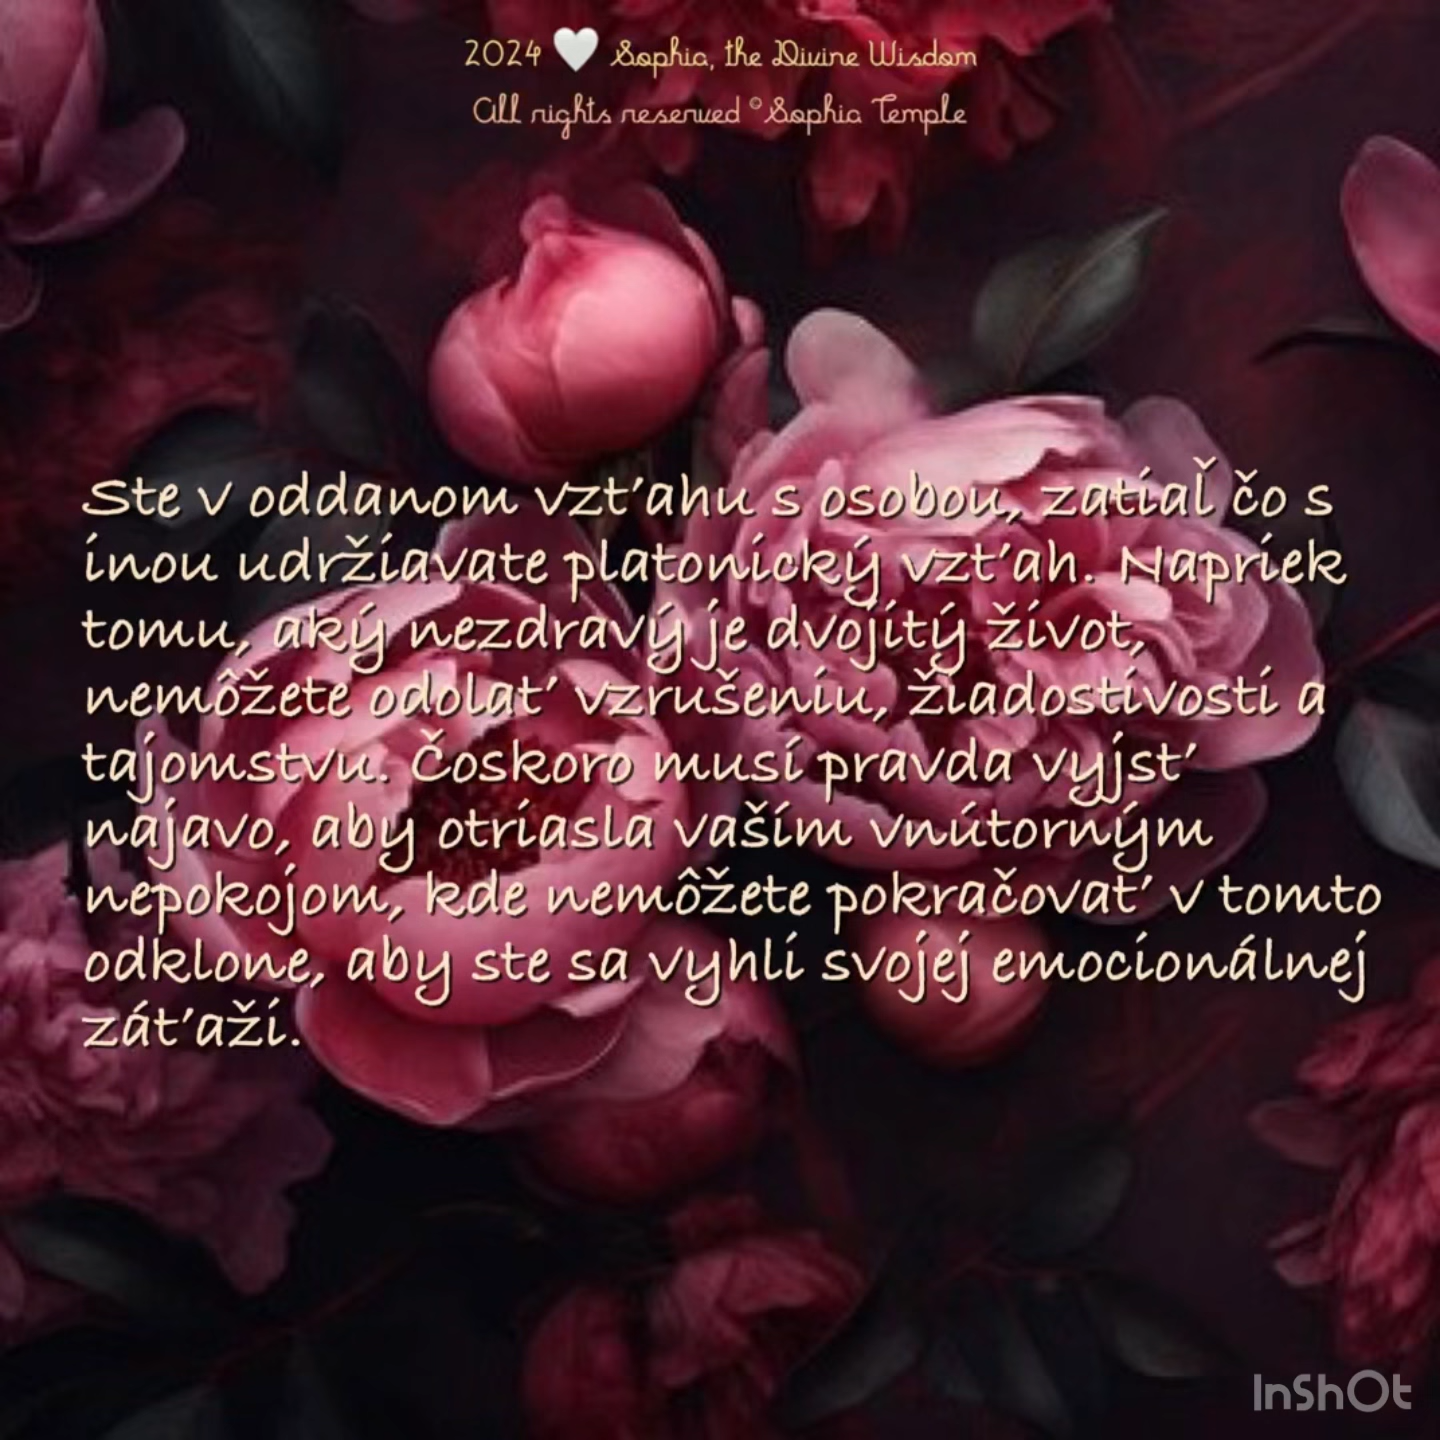 2024 🤍 Sophia, the Divine Wisdom
All rights reserved ©Sophia Temple
Ste v oddanom vzťahu s osobou, zatiaľ čo s
inou udržiavate platonický vzťah. Napriek
tomu, aký nezdravý je dvojitý život,
nemôžete odolať vzrušeniu, žiadostivosti a
tajomstvu. Čoskoro musí pravda vyjsť
najavo, aby otriasla vaším vnútorným
nepokojom, kde nemôžete pokračovať v tomto
odklone, aby ste sa vyhli svojej emocionálnej
záťaži.
InShOt